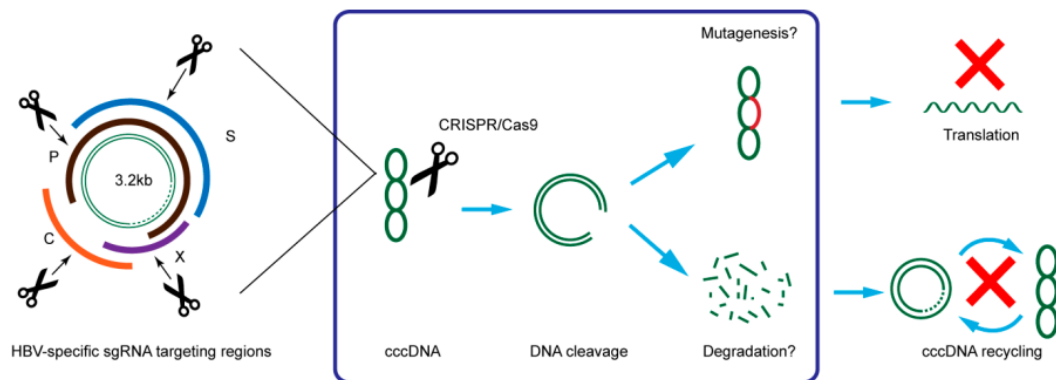 Mutagenesis?
CRISPR/Cas9
S
P
3.2kb
Translation
C
X
HBV-specific sgRNA targeting regions
cccDNA
DNA cleavage
Degradation?
cccDNA recycling